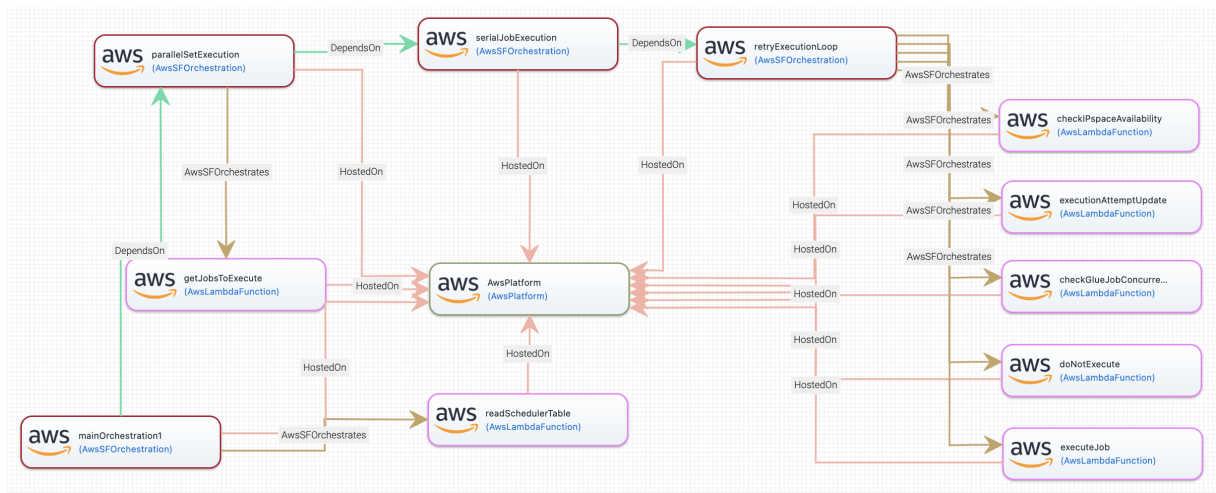 aws
parallelSetExecution
(AwsSFOrchestration)
DependsOn
aws
serialJobExecution
(AwsSFOrchestration)
DependsOn
aws
retryExecutionLoop
(AwsSFOrchestration)
AwsSFOrchestrates
AwsSFOrchestrates
aws
checkIPspaceAvailability
(AwsLambdaFunction)
AwsSFOrchestrates
HostedOn
HostedOn
HostedOn
AwsSFOrchestrates
HostedOn
AwsSFOrchestrates
aws
executionAttemptUpdate
(AwsLambdaFunction)
DependsOn
HostedOn
AwsSFOrchestrates
aws
getJobsToExecute
(AwsLambdaFunction)
HostedOn
aws
AwsPlatform
(AwsPlatform)
HostedOn
aws
checkGlueJobConcurre...
(AwsLambdaFunction)
HostedOn
HostedOn
HostedOn
aws
doNotExecute
(AwsLambdaFunction)
HostedOn
aws
mainOrchestration1
(AwsSFOrchestration)
AwsSFOrchestrates
aws
readSchedulerTable
(AwsLambdaFunction)
aws
executeJob
(AwsLambdaFunction)